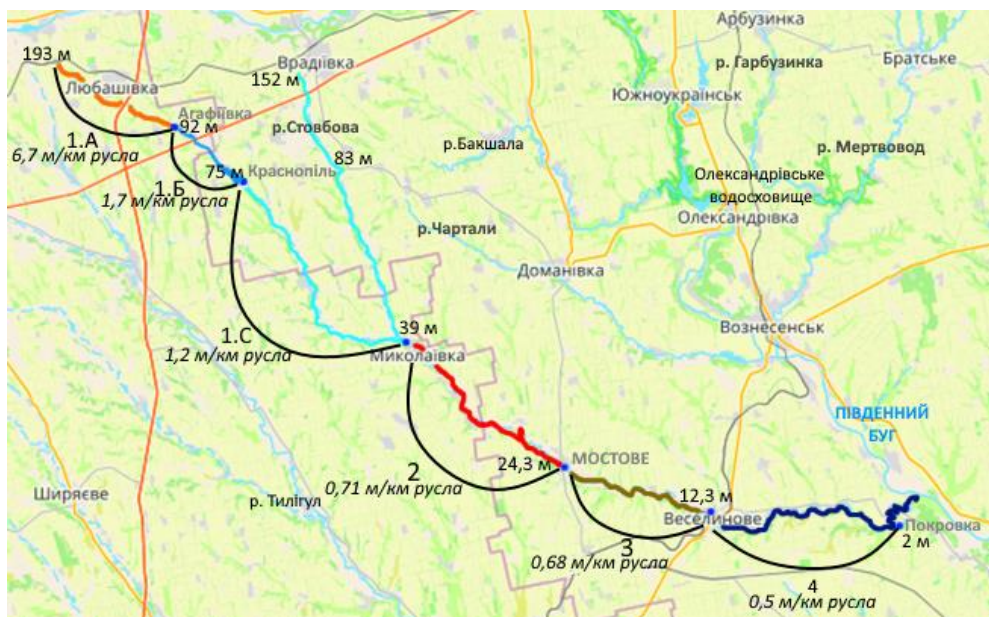 Арбузинка
193 м
Врадіївка
р. Гарбузинка
Братське
152 м
Любашівка
Южноукраїнськ
Агафіївка
92 м
р.Стовбова
1.А
р.Бакшала
р. Мертвовод
6,7 м/км русла
83 м
75 м
Краснопіль
Олександрівське
водосховище
1.Б
1,7 м/км русла
Олександрівка
р.Чартали
Доманівка
1.С
39 м
Вознесенськ
1,2 м/км русла
Миколаївка
ПІВДЕННИЙ
БУГ
МОСТОВЕ
24,3 м
2
0,71 м/км русла
Ширяєве
12,3 м
р. Тилігул
Веселинове
Покровка
2 м
3
0,68 м/км русла
4
0,5 м/км русла